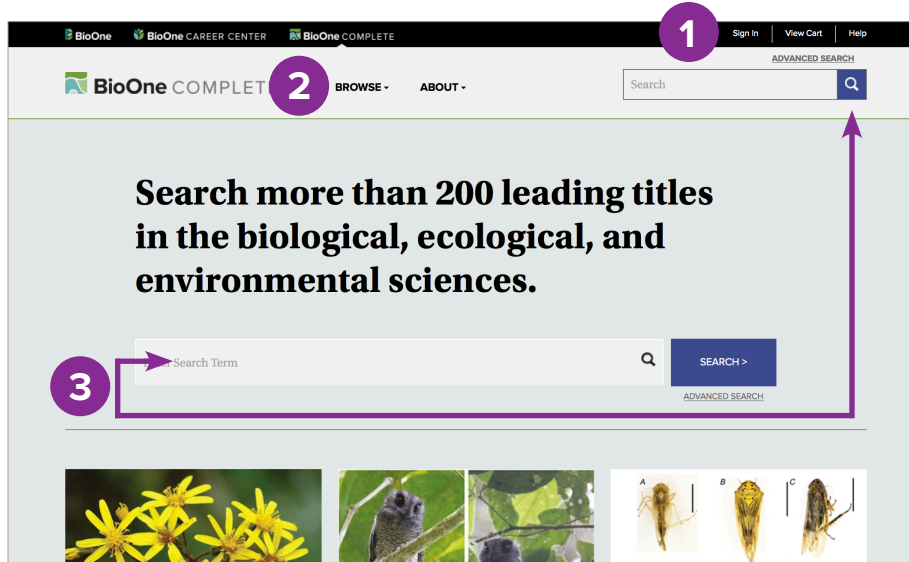 BioOne
BioOne CAREER CENTER
BioOne COMPLETE
1
Sign In
View Cart
Help
ADVANCED SEARCH
BioOne COMPLET
2
BROWSE
ABOUT
Search
Search more than 200 leading titles
in the biological, ecological, and
environmental sciences.
3
Search Term
SEARCH >
ADVANCED SEARCH
A
B
C